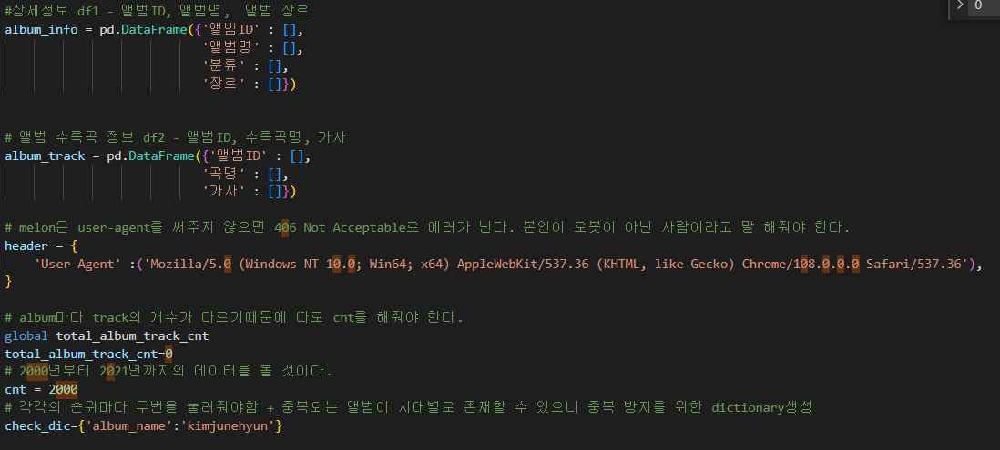 0
#상세정보 df1 - 앨범ID, 앨범명, 앨범 장르
album_info = pd.DataFrame({'앨범ID' : [],
'앨범명' : [],
'분류' : [],
'장르' : []})
# 앨범 수록곡 정보 df2 - 앨범ID, 수록곡명, 가사
album_track = pd.DataFrame({'앨범ID' : [],
'곡명' : [],
'가사' : []})
# melon은 user-agent를 써주지 않으면 406 Not Acceptable로 에러가 난다. 본인이 로봇이 아닌 사람이라고 말 해줘야 한다.
header = {
'User-Agent' :('Mozilla/5.0 (Windows NT 10.0; Win64; x64) AppleWebKit/537.36 (KHTML, like Gecko) Chrome/108.0.0.0 Safari/537.36'),
}
# album마다 track의 개수가 다르기때문에 따로 cnt를 해줘야 한다.
global total_album_track_cnt
total_album_track_cnt=0
# 2000년부터 2021년까지의 데이터를 볼 것이다.
cnt = 2000
# 각각의 순위마다 두번을 눌러줘야함 + 중복되는 앨범이 시대별로 존재할 수 있으니 중복 방지를 위한 dictionary생성
check_dic={'album_name':'kimjunehyun'}